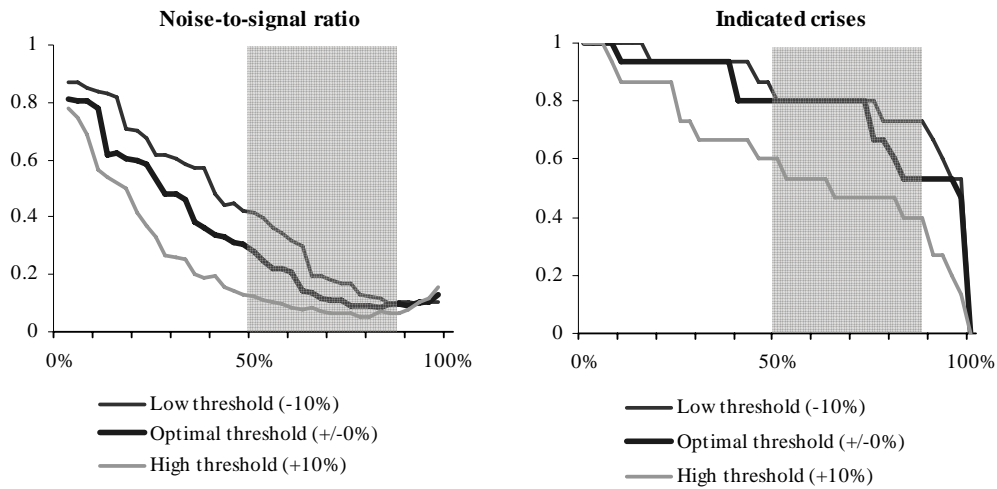 Noise-to-signal ratio
1
0.8
0.6
0.4
0.2
0
0%
50%
100%
Low threshold (-10%)
Optimal threshold (+/-0%)
High threshold (+10%)
Indicated crises
1
0.8
0.6
0.4
0.2
0
0%
50%
100%
Low threshold (-10%)
Optimal threshold (+/-0%)
High threshold (+10%)